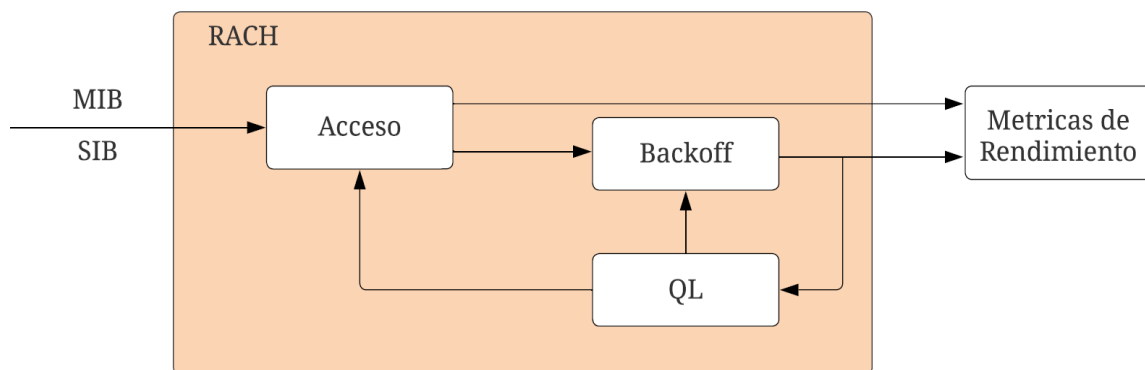 RACH
MIB
SIB
Acceso
Backoff
QL
Metricas de
Rendimiento